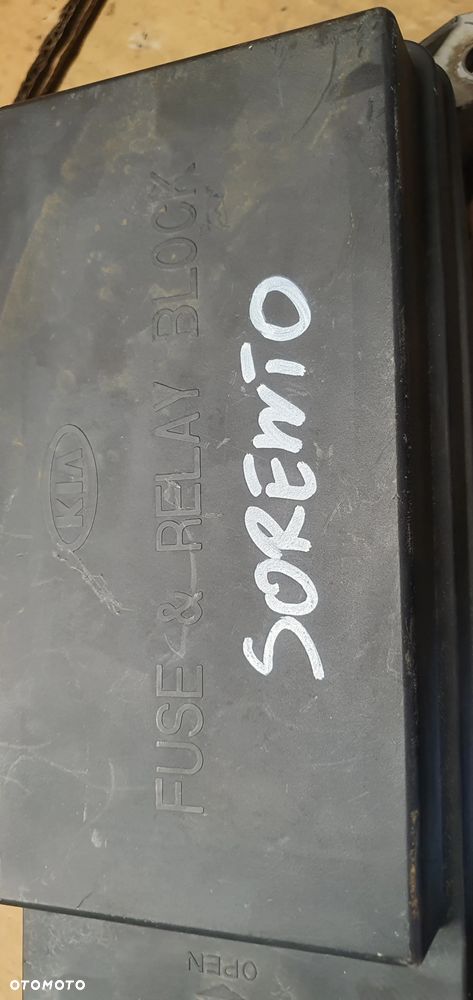 KIA
FUSE & RELAY BLOCK
SORENTO
OPEN
OTOMOTO